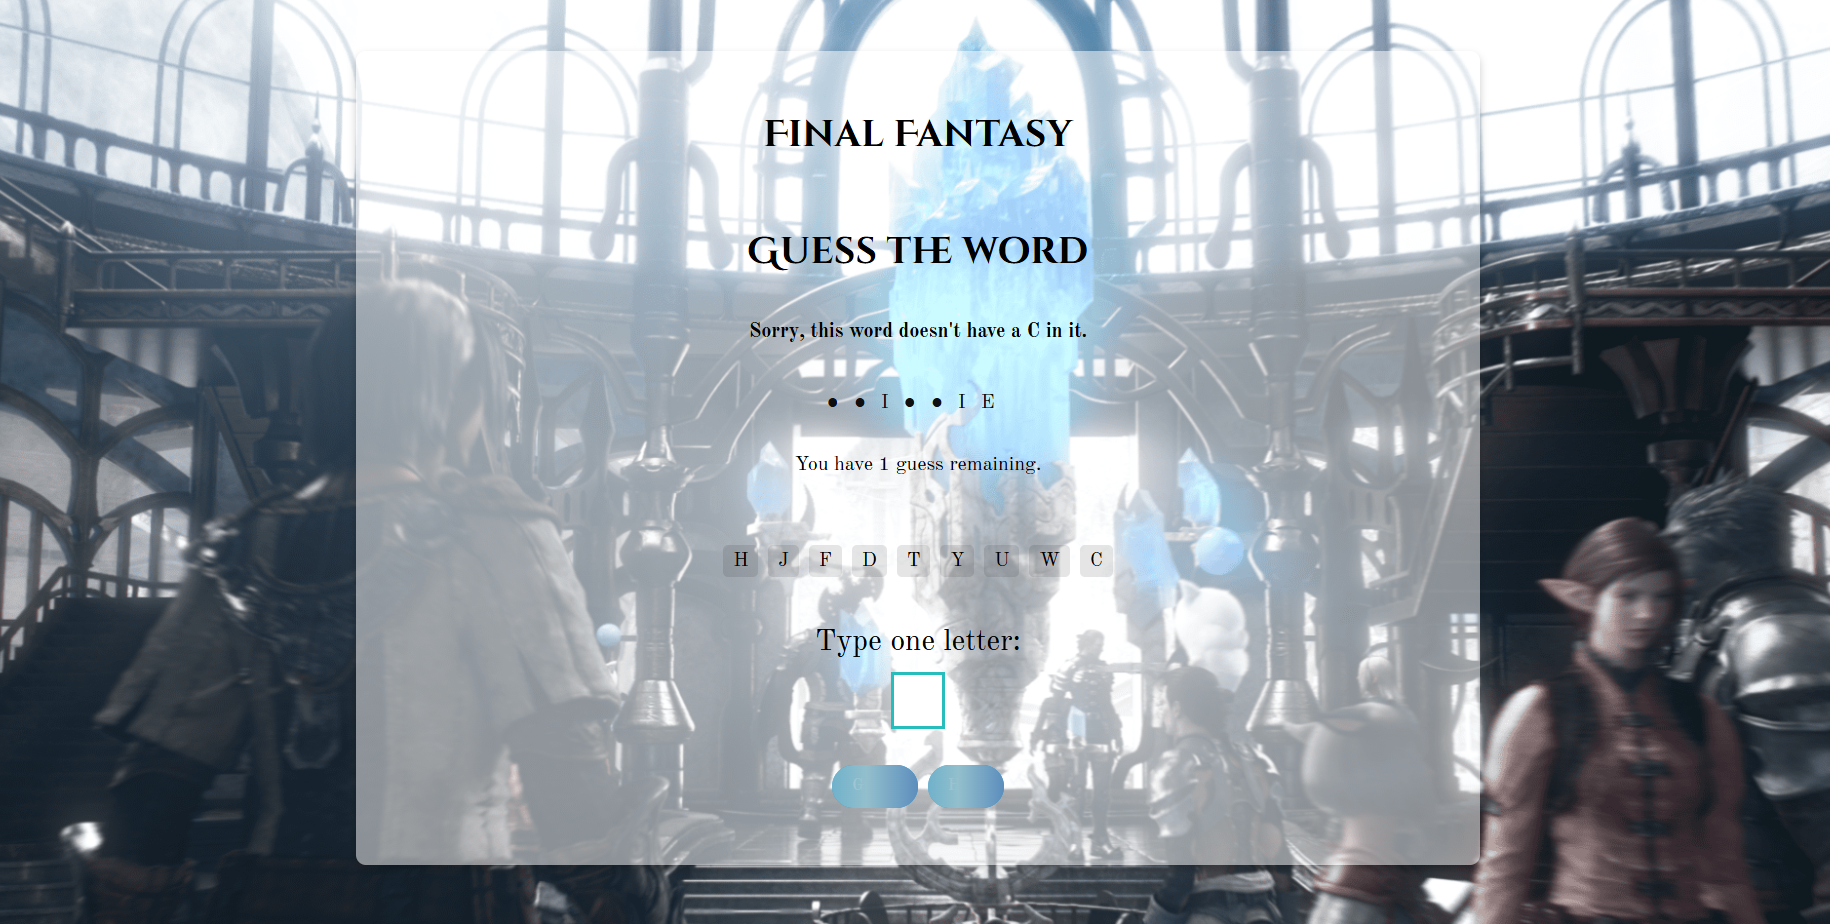 Final Fantasy
Guess the word
Sorry, this word doesn't have a C in it.
● ● I ● ● I E
You have 1 guess remaining.
H J F D T Y U W C
Type one letter: